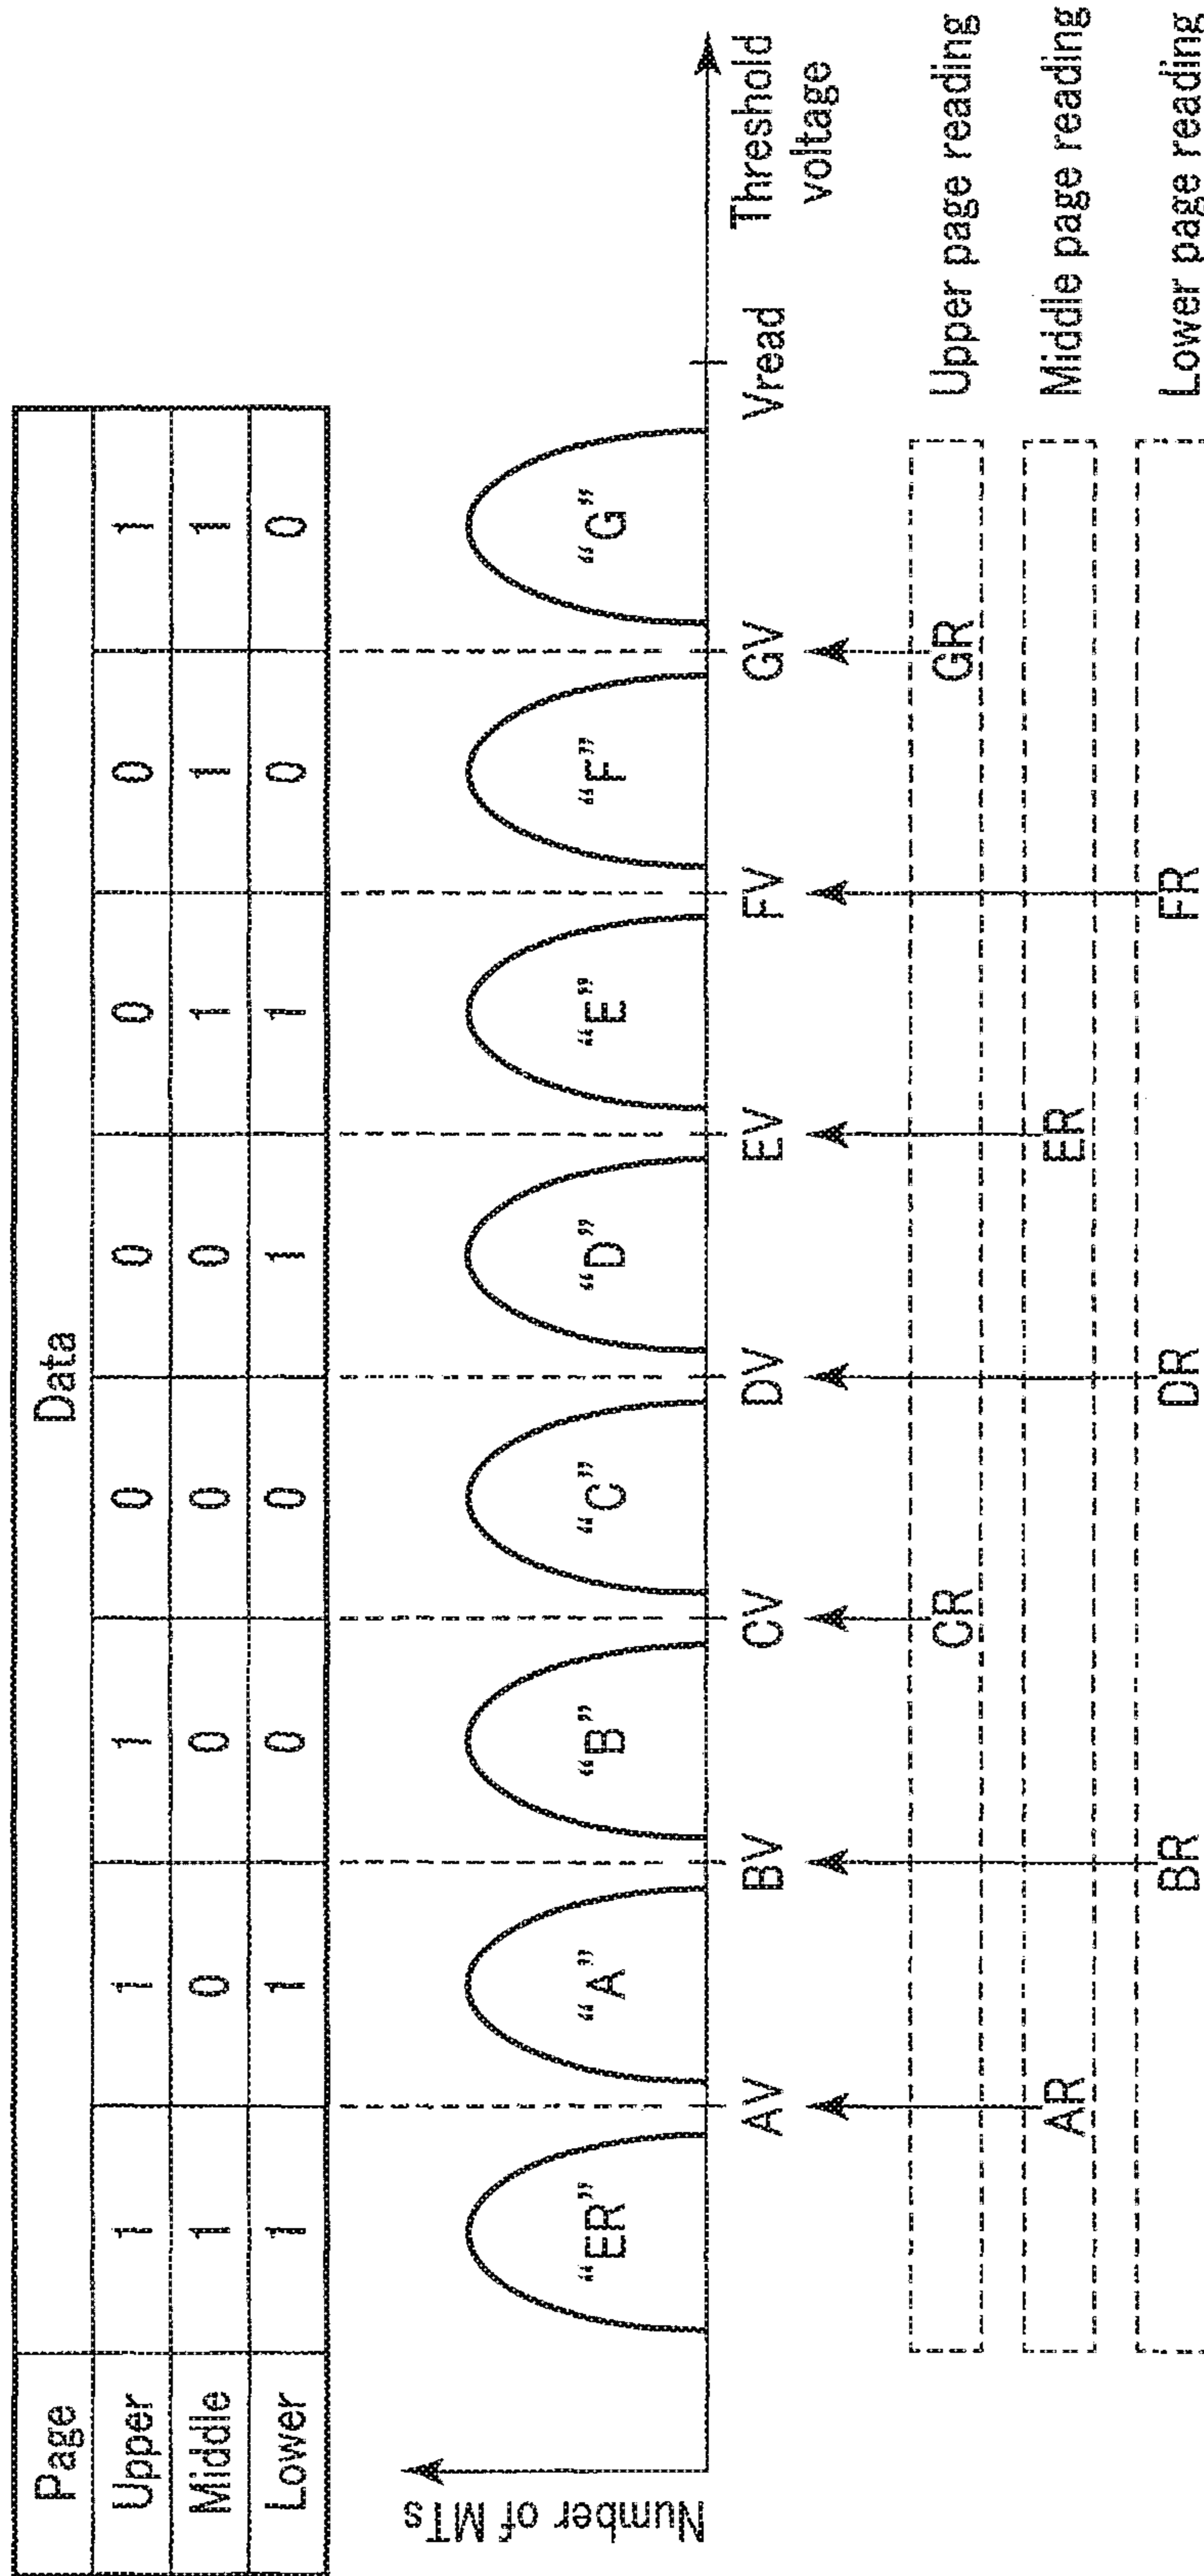 Page Data
Upper 1 1 1 0 0 0 0 1
Middle 1 0 0 0 0 1 1 1
Lower 1 1 0 0 1 1 0 0
Number of MTs
“ER” “A” “B” “C” “D” “E” “F” “G”
AV BV CV DV EV FV GV Vread Threshold
voltage
CR GR Upper page reading
AR ER Middle page reading
BR DR FR Lower page reading